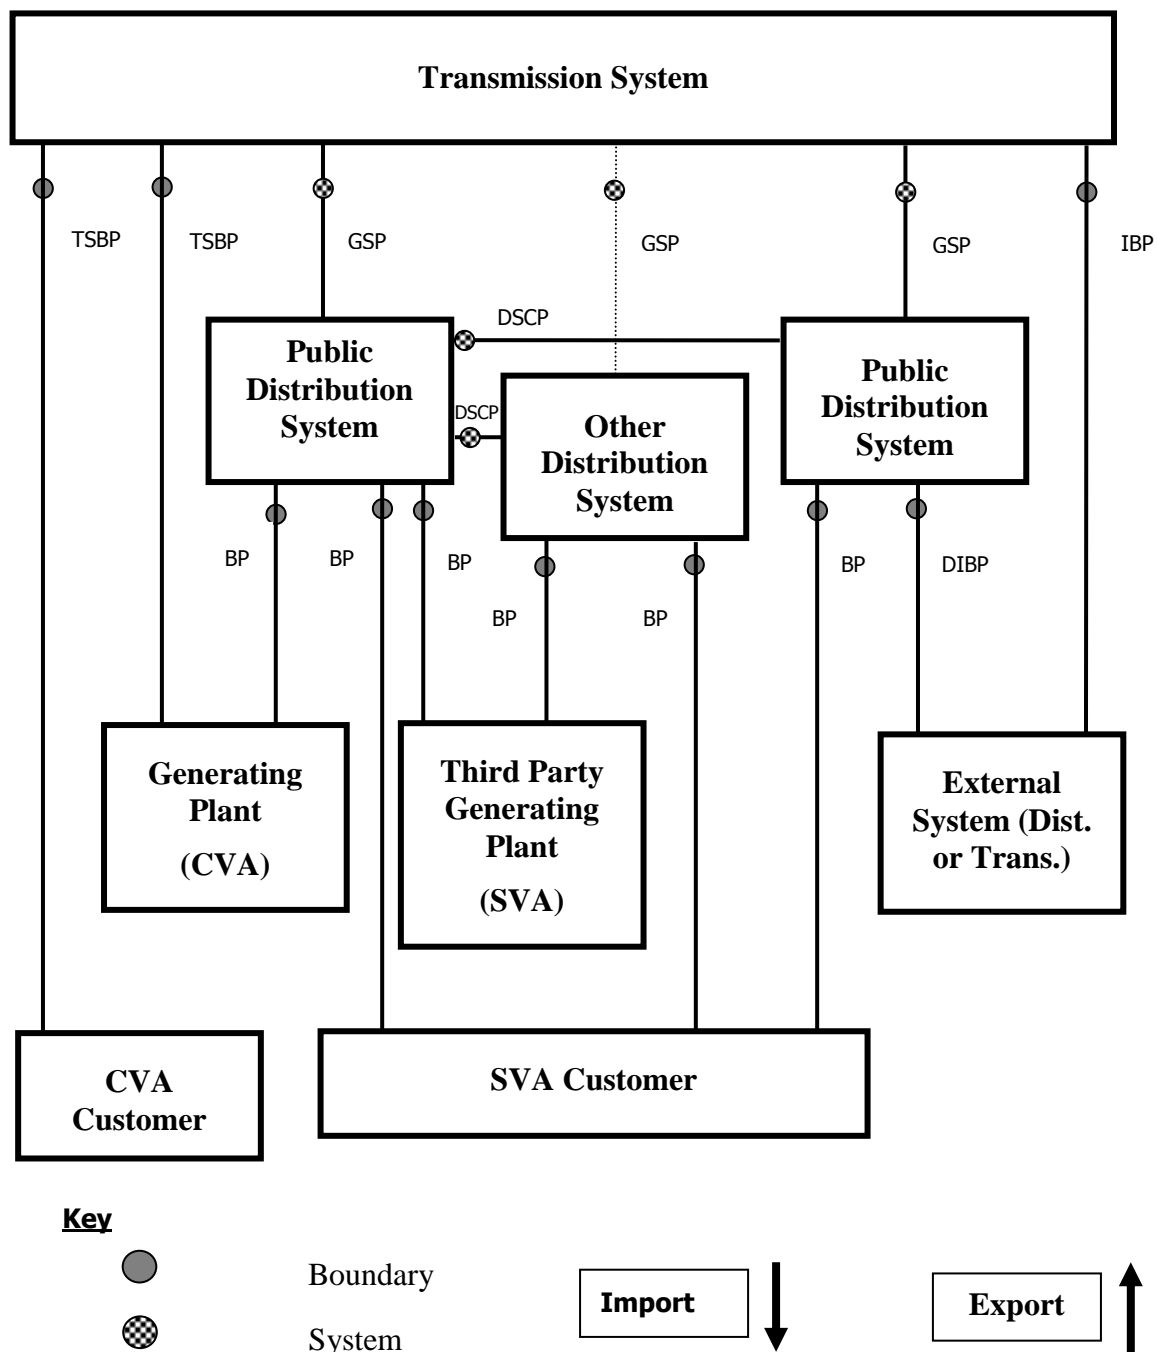 Transmission System
TSBP
TSBP
GSP
GSP
GSP
IBP
DSCP
Public
Distribution
System
DSCP
Other
Distribution
System
Public
Distribution
System
BP
BP
BP
BP
BP
BP
DIBP
Generating
Plant
(CVA)
Third Party
Generating
Plant
(SVA)
External
System (Dist.
or Trans.)
CVA
Customer
SVA Customer
Key
Boundary
System
Import
Export